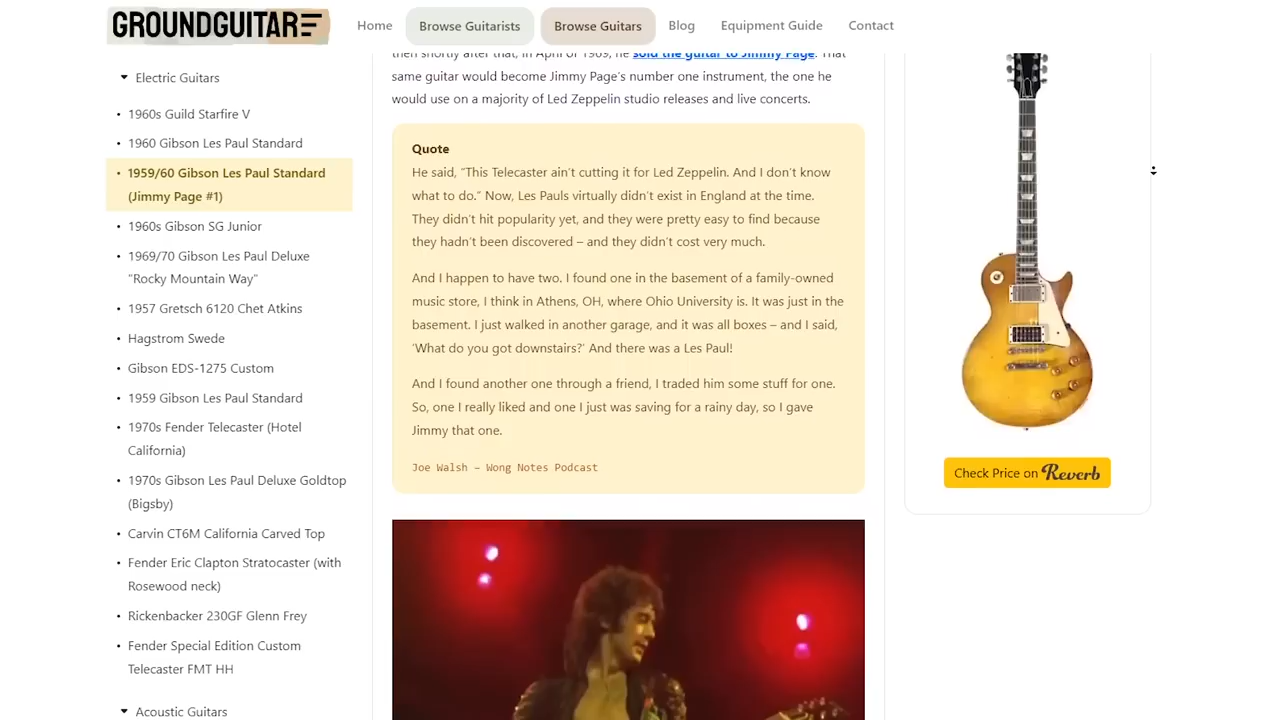 GROUNDGUITAR
Home
Browse Guitarists
Browse Guitars
Blog
Equipment Guide
Contact
Electric Guitars
1960s Guild Starfire V
1960 Gibson Les Paul Standard
1959/60 Gibson Les Paul Standard
(Jimmy Page #1)
1960s Gibson SG Junior
1969/70 Gibson Les Paul Deluxe
"Rocky Mountain Way"
1957 Gretsch 6120 Chet Atkins
Hagstrom Swede
Gibson EDS-1275 Custom
1959 Gibson Les Paul Standard
1970s Fender Telecaster (Hotel
California)
1970s Gibson Les Paul Deluxe Goldtop
(Bigsby)
Carvin CT6M California Carved Top
Fender Eric Clapton Stratocaster (with
Rosewood neck)
Rickenbacker 230GF Glenn Frey
Fender Special Edition Custom
Telecaster FMT HH
Acoustic Guitars
then shortly after that, in April of 1969, he sold the guitar to Jimmy Page. That
same guitar would become Jimmy Page's number one instrument, the one he
would use on a majority of Led Zeppelin studio releases and live concerts.
Quote
He said, "This Telecaster ain't cutting it for Led Zeppelin. And I don't know
what to do." Now, Les Pauls virtually didn't exist in England at the time.
They didn't hit popularity yet, and they were pretty easy to find because
they hadn't been discovered – and they didn't cost very much.
And I happen to have two. I found one in the basement of a family-owned
music store, I think in Athens, OH, where Ohio University is. It was just in the
basement. I just walked in another garage, and it was all boxes – and I said,
'What do you got downstairs?' And there was a Les Paul!
And I found another one through a friend, I traded him some stuff for one.
So, one I really liked and one I just was saving for a rainy day, so I gave
Jimmy that one.
Joe Walsh – Wong Notes Podcast
Check Price on Reverb